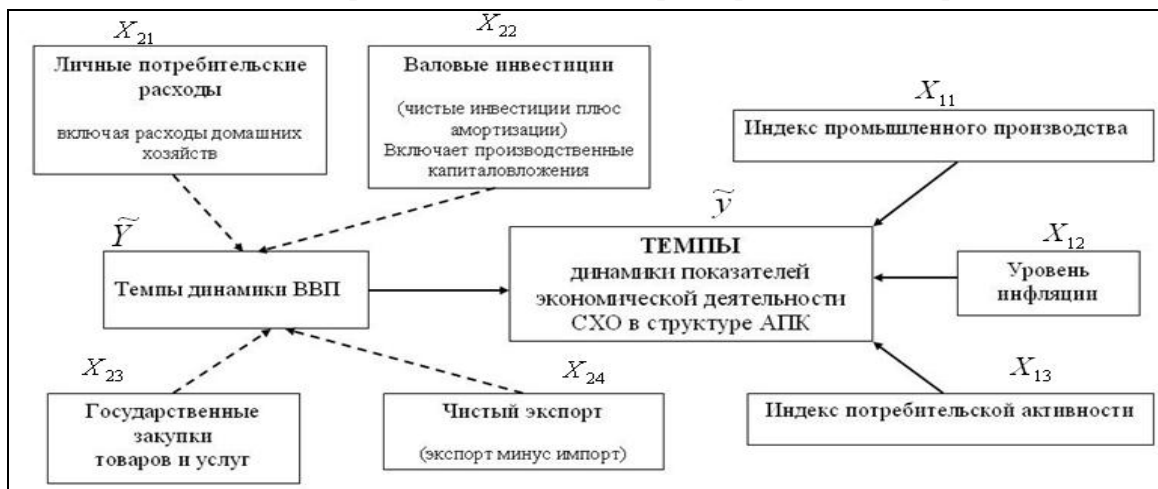 X₂₁
Личные потребительские
расходы
включая расходы домашних
хозяйств
X₂₂
Валовые инвестиции
(чистые инвестиции плюс
амортизации)
Включает производственные
капиталовложения
X₁₁
Индекс промышленного производства
Ỹ
Темпы динамики ВВП
ỹ
ТЕМПЫ
динамики показателей
экономической деятельности
СХО в структуре АПК
X₁₂
Уровень
инфляции
X₂₃
Государственные
закупки
товаров и услуг
X₂₄
Чистый экспорт
(экспорт минус импорт)
X₁₃
Индекс потребительской активности